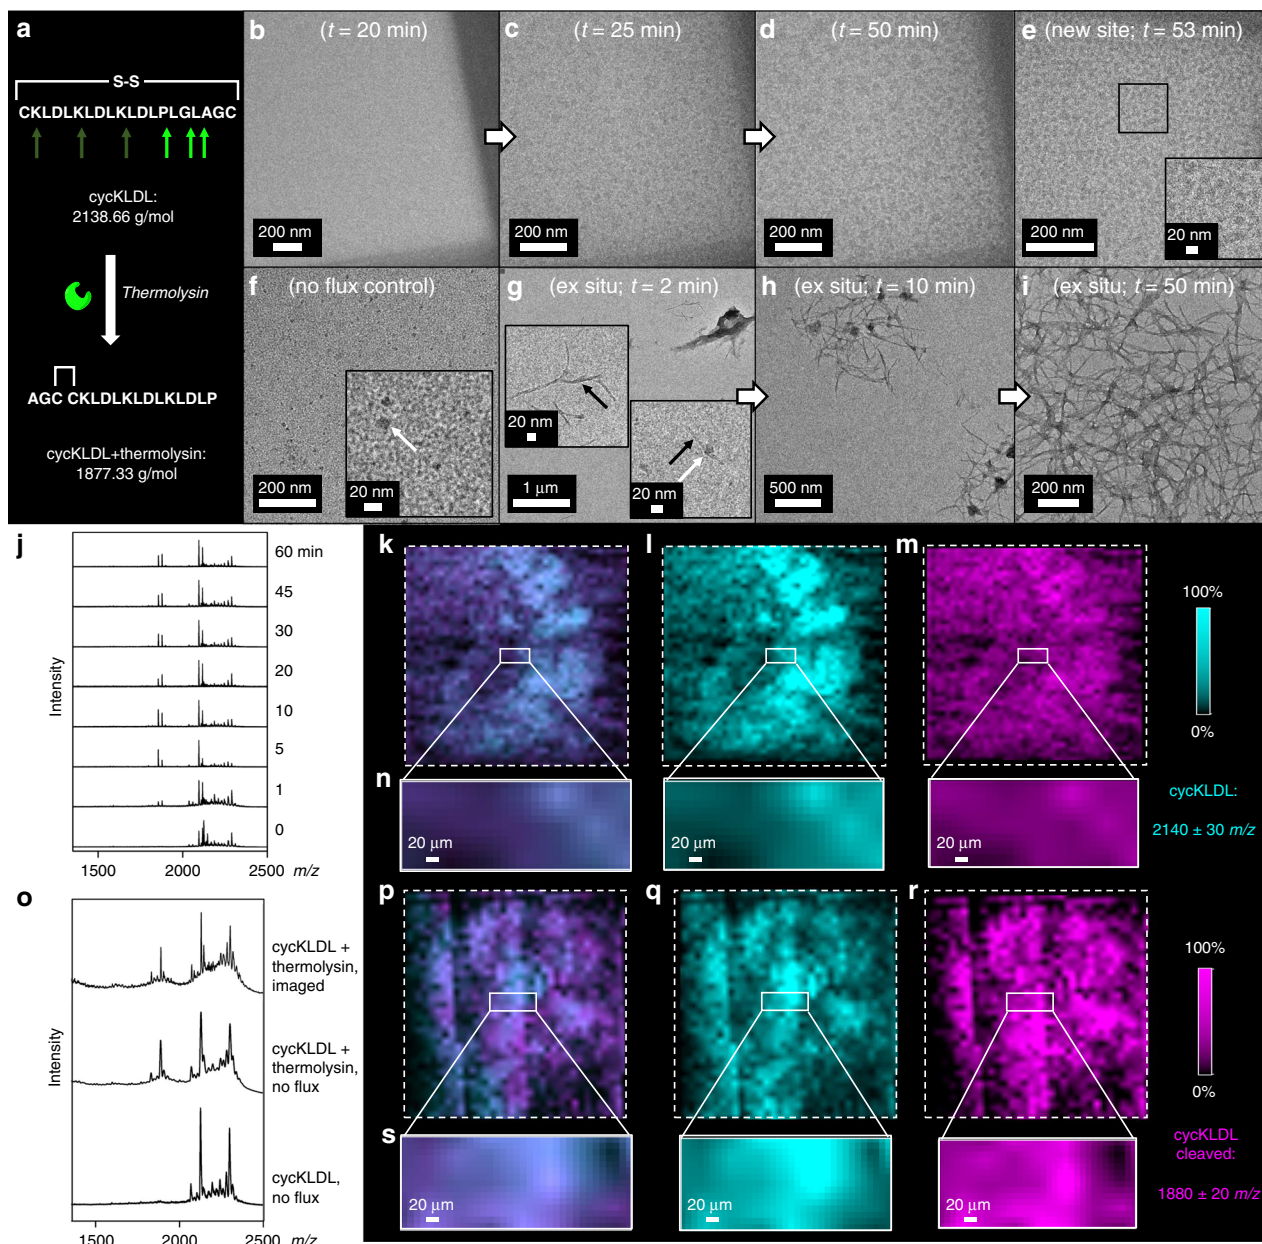 a
S-S
CKLDLKLDLKLDLPLGLAGC
cycKLDL:
2138.66 g/mol
Thermolysin
AGC CKLDLKLDLKLDLP
cycKLDL+thermolysin:
1877.33 g/mol
b (t = 20 min)
200 nm
c (t = 25 min)
200 nm
d (t = 50 min)
200 nm
e (new site; t = 53 min)
200 nm
20 nm
f (no flux control)
200 nm
20 nm
g (ex situ; t = 2 min)
20 nm
1 μm
20 nm
h (ex situ; t = 10 min)
500 nm
i (ex situ; t = 50 min)
200 nm
j
60 min
45
30
20
10
5
1
0
Intensity
1500 2000 2500 m/z
k
l
m
100%
0%
n
20 μm
20 μm
20 μm
cycKLDL:
2140 ± 30 m/z
o
cycKLDL +
thermolysin,
imaged
cycKLDL +
thermolysin,
no flux
cycKLDL,
no flux
Intensity
1500 2000 2500 m/z
p
q
r
100%
0%
s
20 μm
20 μm
20 μm
cycKLDL
cleaved:
1880 ± 20 m/z